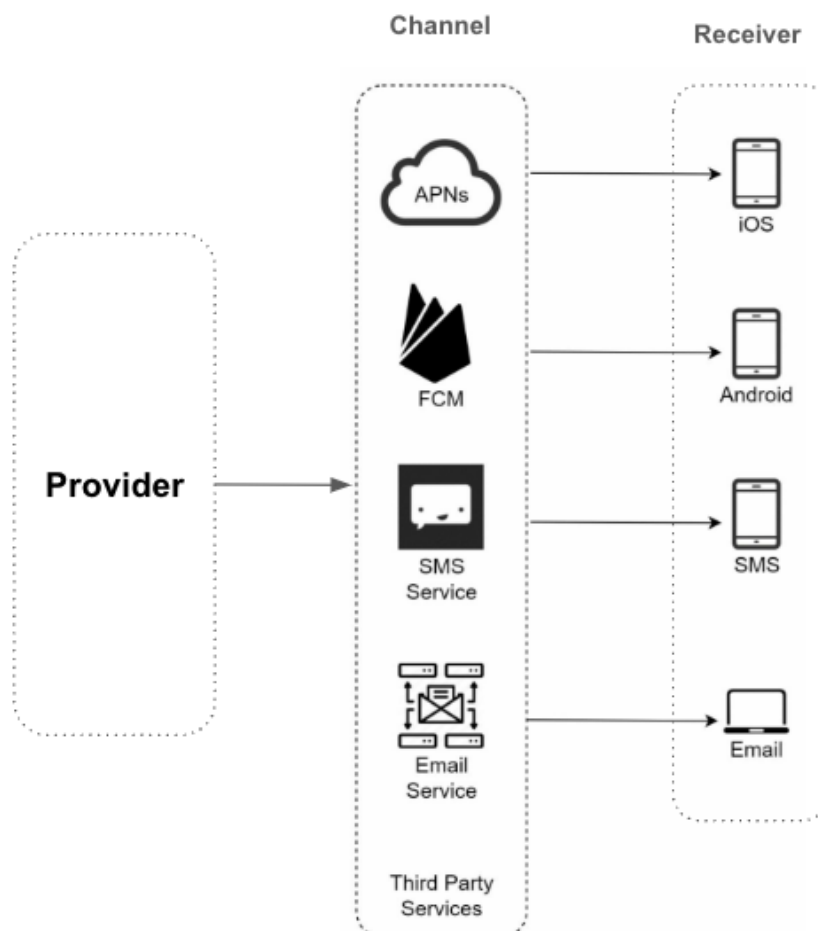 Channel
Receiver
APNs
iOS
FCM
Android
Provider
SMS
Service
SMS
Email
Service
Email
Third Party
Services